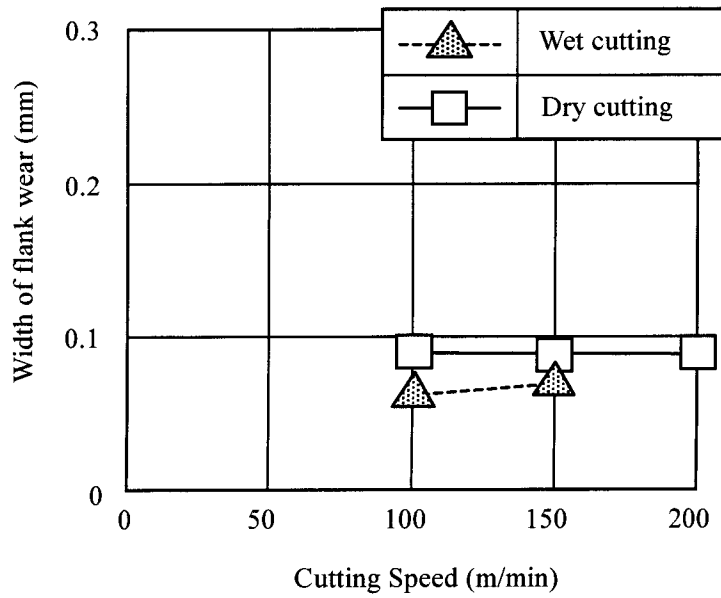 Wet cutting
Dry cutting
Width of flank wear (mm)
0.3
0.2
0.1
0
0 50 100 150 200
Cutting Speed (m/min)